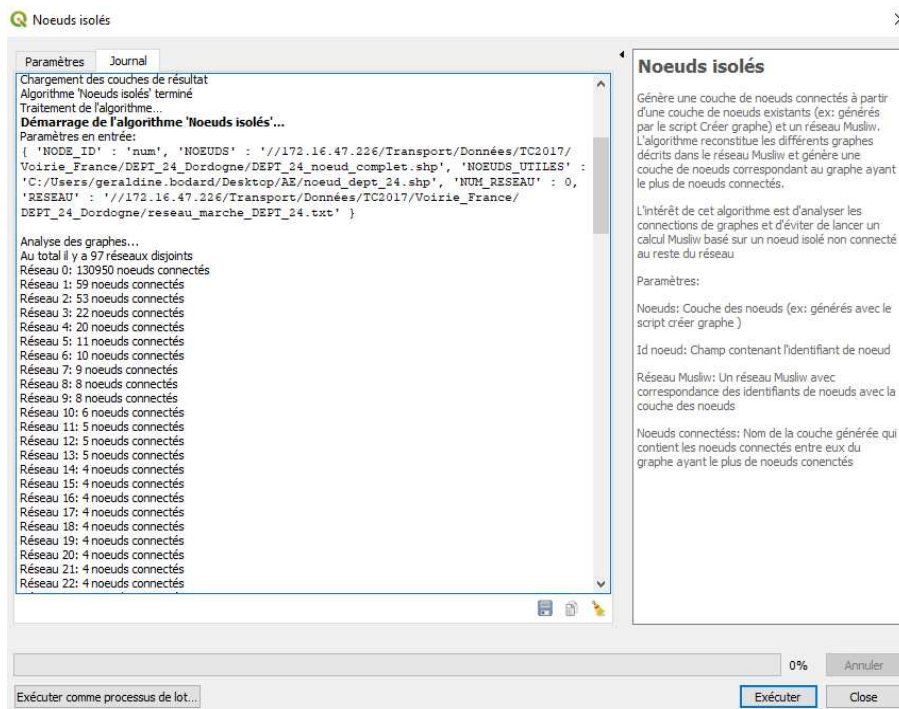 Noeuds isolés
Paramètres
Journal
Chargement des couches de résultat
Algorithme 'Noeuds isolés' terminé
Traitement de l'algorithme...
Démarrage de l'algorithme 'Noeuds isolés'...
Paramètres en entrée:
{ 'NODE_ID' : 'num', 'NOEUDS' : '//172.16.47.226/Transport/Données/TC2017/
Voirie_France/DEPT_24_Dordogne/DEPT_24_noeud_complet.shp', 'NOEUDS_UTILES' :
'C:/Users/geraldine.bodard/Desktop/AE/noeud_dept_24.shp', 'NUM_RESEAU' : 0,
'RESEAU' : '//172.16.47.226/Transport/Données/TC2017/Voirie_France/
DEPT_24_Dordogne/reseau_marche_DEPT_24.txt' }
Analyse des graphes...
Au total il y a 97 réseaux disjoints
Réseau 0: 130950 noeuds connectés
Réseau 1: 59 noeuds connectés
Réseau 2: 53 noeuds connectés
Réseau 3: 22 noeuds connectés
Réseau 4: 20 noeuds connectés
Réseau 5: 11 noeuds connectés
Réseau 6: 10 noeuds connectés
Réseau 7: 9 noeuds connectés
Réseau 8: 8 noeuds connectés
Réseau 9: 8 noeuds connectés
Réseau 10: 6 noeuds connectés
Réseau 11: 5 noeuds connectés
Réseau 12: 5 noeuds connectés
Réseau 13: 5 noeuds connectés
Réseau 14: 4 noeuds connectés
Réseau 15: 4 noeuds connectés
Réseau 16: 4 noeuds connectés
Réseau 17: 4 noeuds connectés
Réseau 18: 4 noeuds connectés
Réseau 19: 4 noeuds connectés
Réseau 20: 4 noeuds connectés
Réseau 21: 4 noeuds connectés
Réseau 22: 4 noeuds connectés
Noeuds isolés
Génère une couche de noeuds connectés à partir
d'une couche de noeuds existants (ex: générés
par le script Créer graphe) et un réseau Musliw.
L'algorithme reconstitue les différents graphes
décrits dans le réseau Musliw et génère une
couche de noeuds correspondant au graphe ayant
le plus de noeuds connectés.
L'intérêt de cet algorithme est d'analyser les
connections de graphes et d'éviter de lancer un
calcul Musliw basé sur un noeud isolé non connecté
au reste du réseau
Paramètres:
Noeuds: Couche des noeuds (ex: générés avec le
script créer graphe )
Id noeud: Champ contenant l'identifiant de noeud
Réseau Musliw: Un réseau Musliw avec
correspondance des identifiants de noeuds avec la
couche des noeuds
Noeuds connectéss: Nom de la couche générée qui
contient les noeuds connectés entre eux du
graphe ayant le plus de noeuds conenctés
0%
Annuler
Exécuter comme processus de lot...
Exécuter
Close